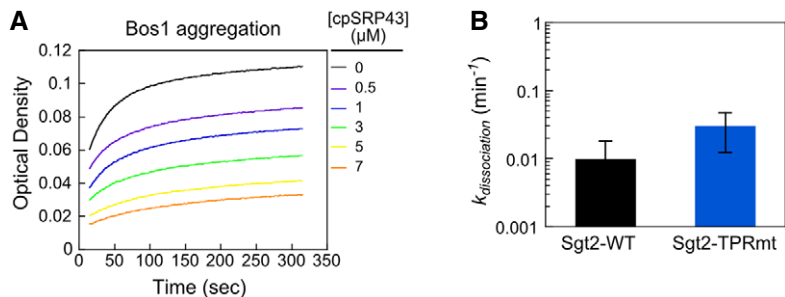 A
Bos1 aggregation
[cpSRP43]
(μM)
0.12
0.1
0.08
0.06
0.04
0.02
0
0
0.5
1
3
5
7
0 50 100 150 200 250 300 350
Optical Density
Time (sec)
B
1
0.1
0.01
0.001
kdissociation (min-1)
Sgt2-WT Sgt2-TPRmt